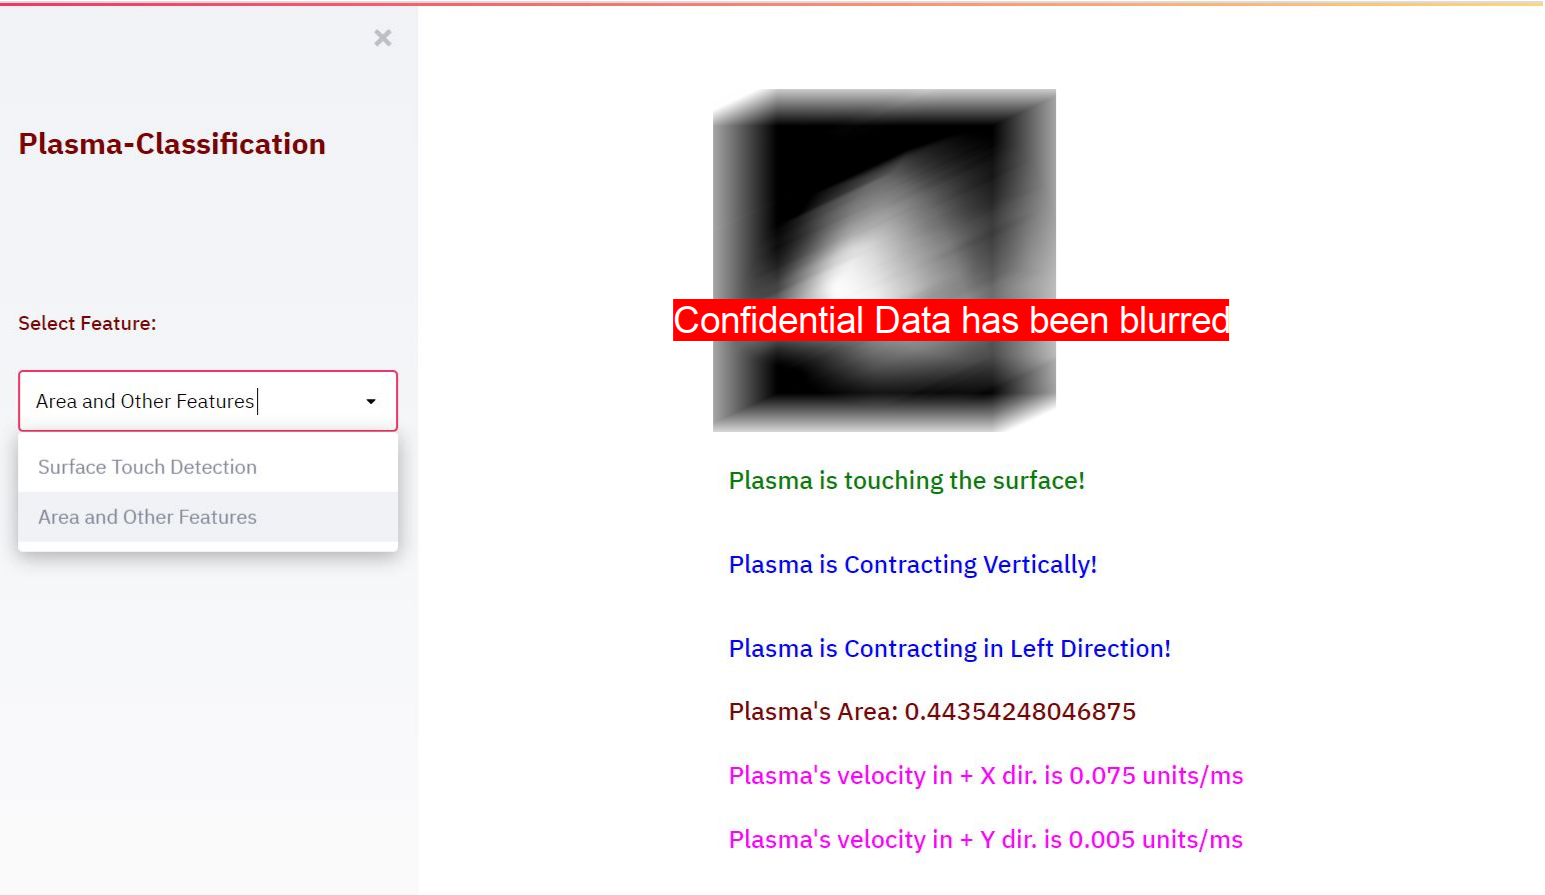 Plasma-Classification
Select Feature:
Area and Other Features
Surface Touch Detection
Area and Other Features
Confidential Data has been blurred
Plasma is touching the surface!
Plasma is Contracting Vertically!
Plasma is Contracting in Left Direction!
Plasma's Area: 0.44354248046875
Plasma's velocity in + X dir. is 0.075 units/ms
Plasma's velocity in + Y dir. is 0.005 units/ms